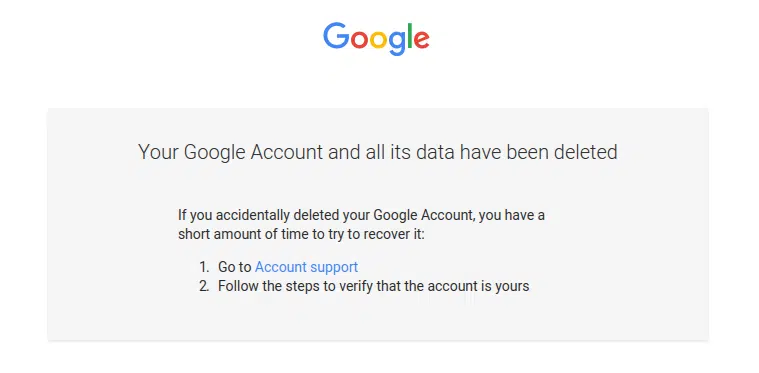 Google
Your Google Account and all its data have been deleted
If you accidentally deleted your Google Account, you have a
short amount of time to try to recover it:
1. Go to Account support
2. Follow the steps to verify that the account is yours